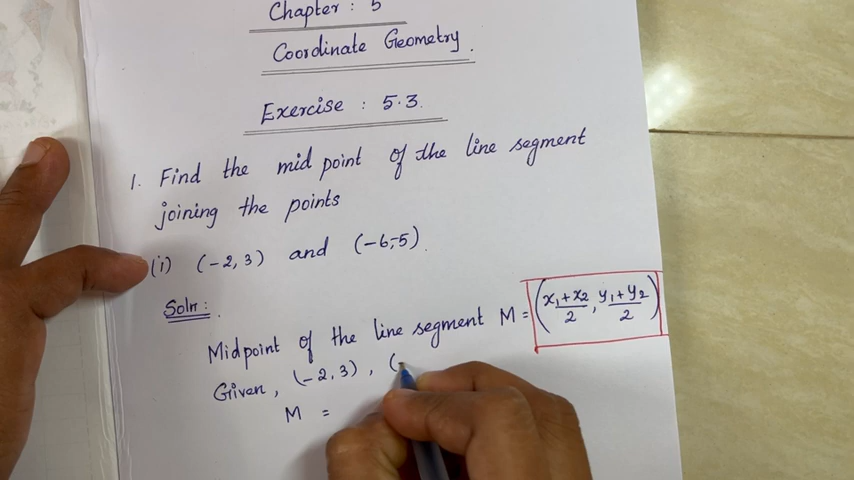 Chapter : 5
Coordinate Geometry.
Exercise : 5.3.
1. Find the mid point of the line segment
joining the points
(i) (-2, 3) and (-6,-5).
Soln:.
Midpoint of the line segment M = (x₁+x₂/2, y₁+y₂/2)
Given, (-2, 3), (
M =